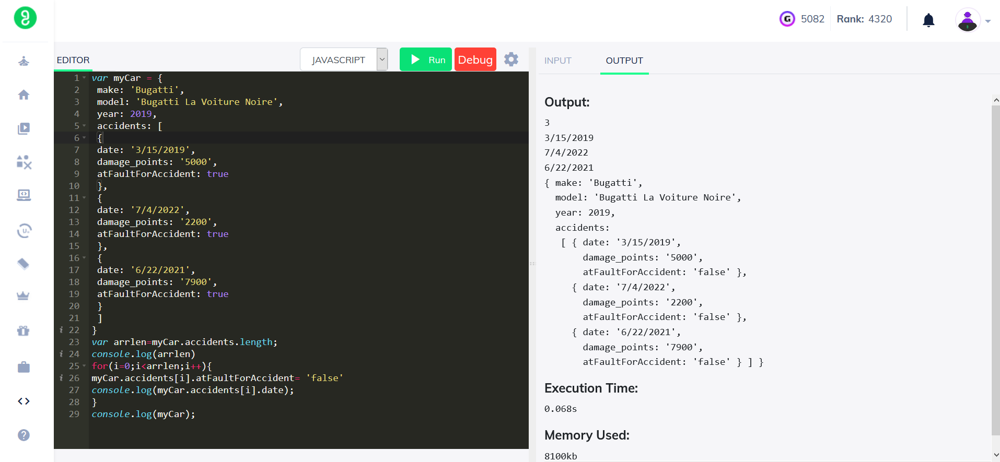 5082 Rank: 4320
EDITOR JAVASCRIPT Run Debug
1 var myCar = {
2 make: 'Bugatti',
3 model: 'Bugatti La Voiture Noire',
4 year: 2019,
5 accidents: [
6 {
7 date: '3/15/2019',
8 damage_points: '5000',
9 atFaultForAccident: true
10 },
11 {
12 date: '7/4/2022',
13 damage_points: '2200',
14 atFaultForAccident: true
15 },
16 {
17 date: '6/22/2021',
18 damage_points: '7900',
19 atFaultForAccident: true
20 }
21 ]
i 22 }
23 var arrlen=myCar.accidents.length;
i 24 console.log(arrlen)
25 for(i=0;i<arrlen;i++){
i 26 myCar.accidents[i].atFaultForAccident= 'false'
27 console.log(myCar.accidents[i].date);
28 }
29 console.log(myCar);
INPUT OUTPUT
Output:
3
3/15/2019
7/4/2022
6/22/2021
{ make: 'Bugatti',
model: 'Bugatti La Voiture Noire',
year: 2019,
accidents:
[ { date: '3/15/2019',
damage_points: '5000',
atFaultForAccident: 'false' },
{ date: '7/4/2022',
damage_points: '2200',
atFaultForAccident: 'false' },
{ date: '6/22/2021',
damage_points: '7900',
atFaultForAccident: 'false' } ] }
Execution Time:
0.068s
Memory Used:
8100kb